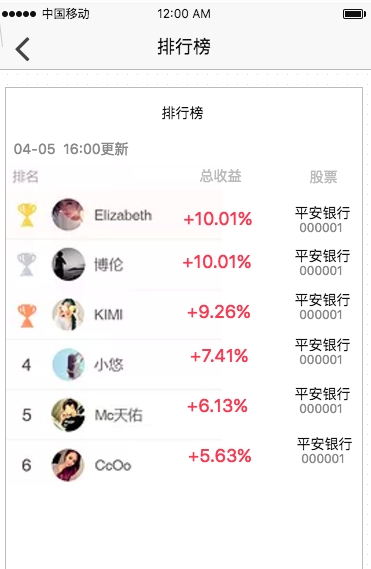 中国移动 12:00 AM
排行榜
排行榜
04-05 16:00更新
排名 总收益 股票
Elizabeth +10.01% 平安银行
000001
博伦 +10.01% 平安银行
000001
KIMI +9.26% 平安银行
000001
4 小悠 +7.41% 平安银行
000001
5 Mc天佑 +6.13% 平安银行
000001
6 CcOo +5.63% 平安银行
000001